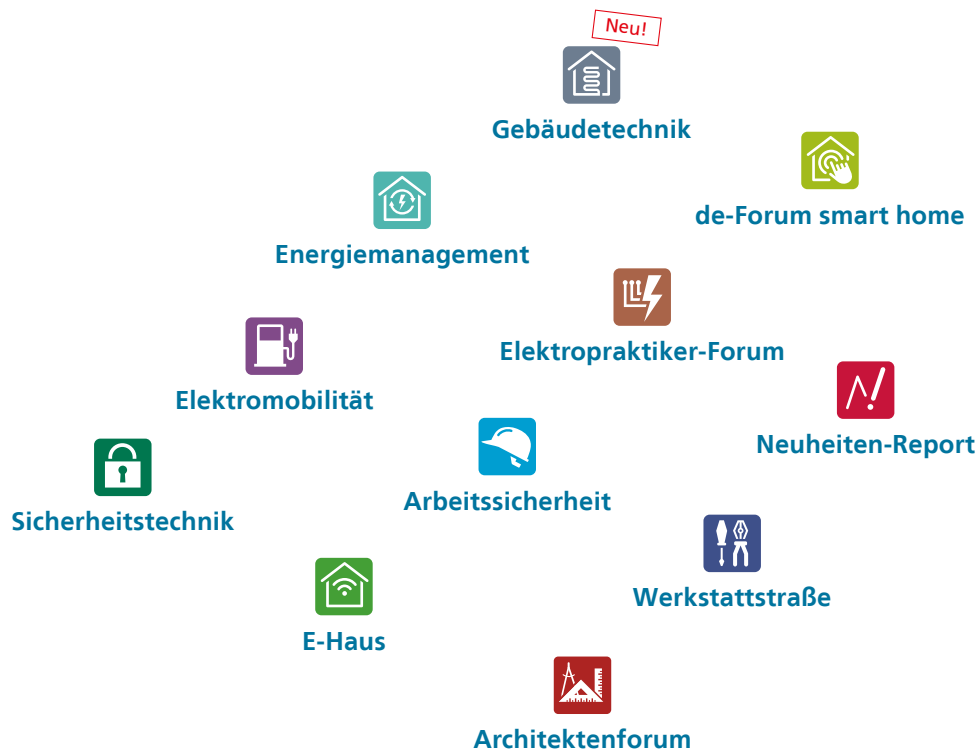 Neu!
Gebäudetechnik
de-Forum smart home
Energiemanagement
Elektropraktiker-Forum
Elektromobilität
Neuheiten-Report
Arbeitssicherheit
Sicherheitstechnik
Werkstattstraße
E-Haus
Architektenforum